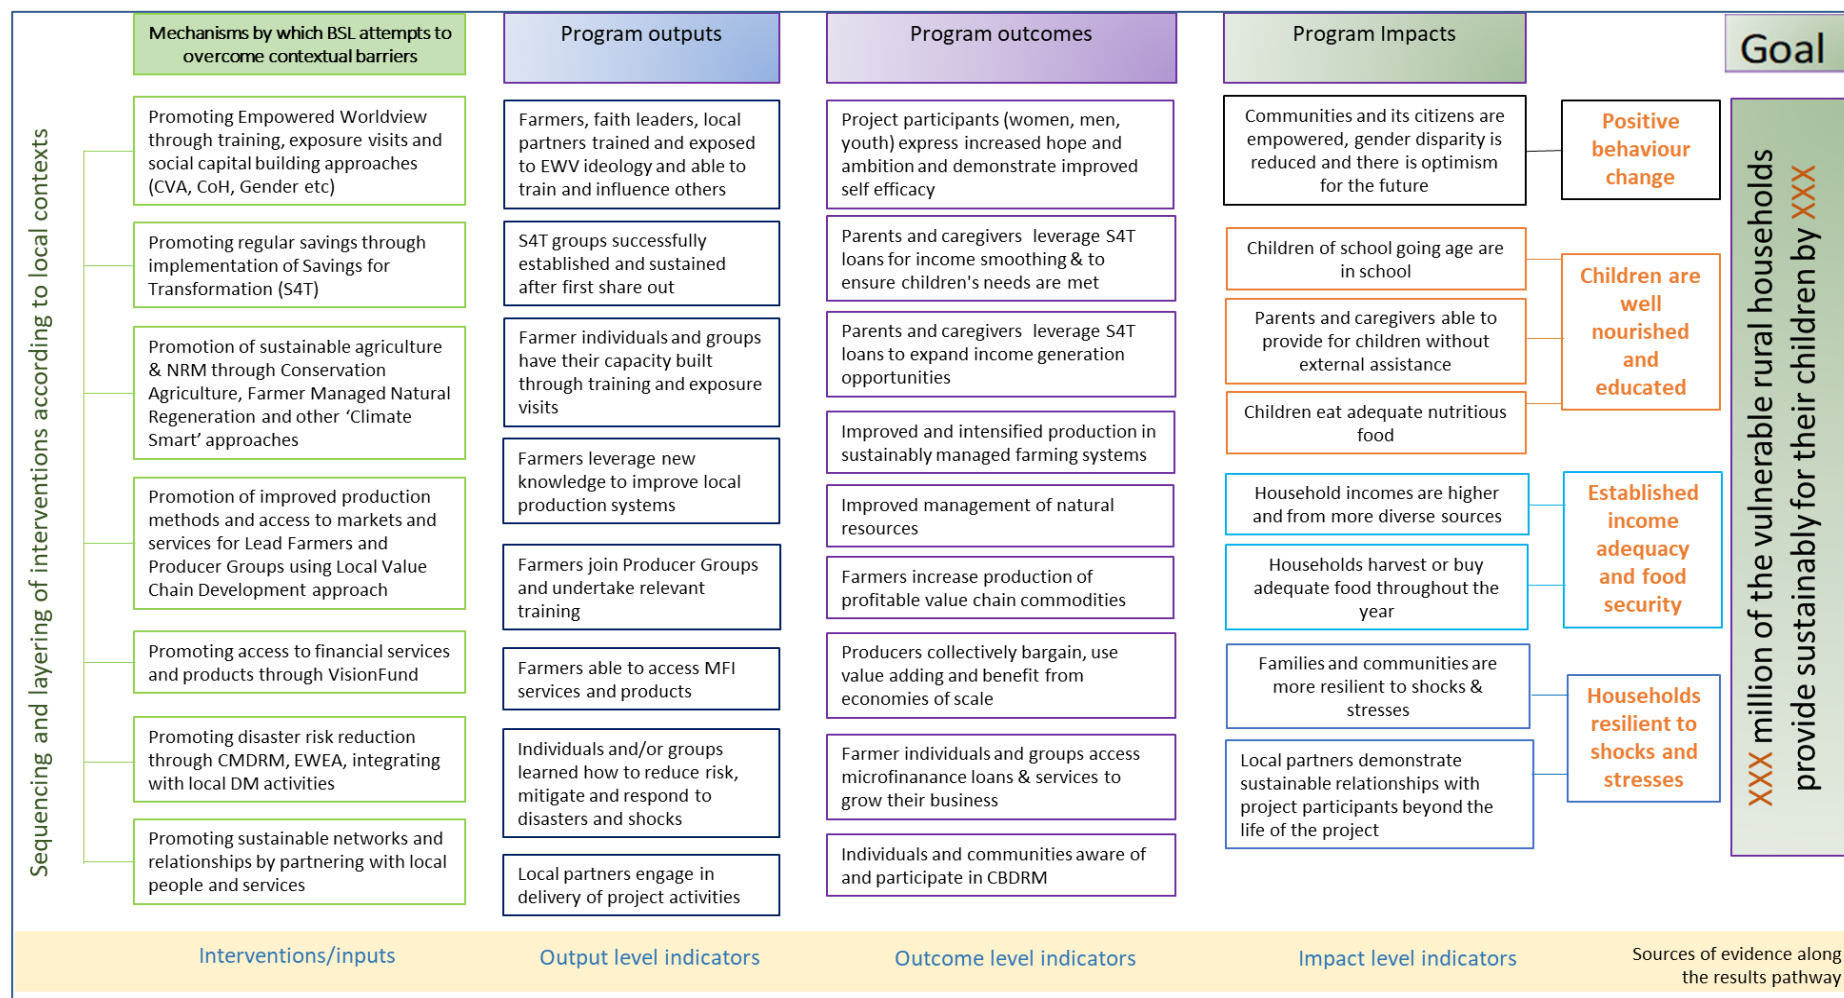 Mechanisms by which BSL attempts to
overcome contextual barriers
Program outputs
Program outcomes
Program Impacts
Goal
Sequencing and layering of interventions according to local contexts
Promoting Empowered Worldview
through training, exposure visits and
social capital building approaches
(CVA, CoH, Gender etc)
Promoting regular savings through
implementation of Savings for
Transformation (S4T)
Promotion of sustainable agriculture
& NRM through Conservation
Agriculture, Farmer Managed Natural
Regeneration and other ‘Climate
Smart’ approaches
Promotion of improved production
methods and access to markets and
services for Lead Farmers and
Producer Groups using Local Value
Chain Development approach
Promoting access to financial services
and products through VisionFund
Promoting disaster risk reduction
through CMDRM, EWEA, integrating
with local DM activities
Promoting sustainable networks and
relationships by partnering with local
people and services
Farmers, faith leaders, local
partners trained and exposed
to EWV ideology and able to
train and influence others
S4T groups successfully
established and sustained
after first share out
Farmer individuals and groups
have their capacity built
through training and exposure
visits
Farmers leverage new
knowledge to improve local
production systems
Farmers join Producer Groups
and undertake relevant
training
Farmers able to access MFI
services and products
Individuals and/or groups
learned how to reduce risk,
mitigate and respond to
disasters and shocks
Local partners engage in
delivery of project activities
Project participants (women, men,
youth) express increased hope and
ambition and demonstrate improved
self efficacy
Parents and caregivers leverage S4T
loans for income smoothing & to
ensure children's needs are met
Parents and caregivers leverage S4T
loans to expand income generation
opportunities
Improved and intensified production in
sustainably managed farming systems
Improved management of natural
resources
Farmers increase production of
profitable value chain commodities
Producers collectively bargain, use
value adding and benefit from
economies of scale
Farmer individuals and groups access
microfinanance loans & services to
grow their business
Individuals and communities aware of
and participate in CBDRM
Communities and its citizens are
empowered, gender disparity is
reduced and there is optimism
for the future
Children of school going age are
in school
Parents and caregivers able to
provide for children without
external assistance
Children eat adequate nutritious
food
Household incomes are higher
and from more diverse sources
Households harvest or buy
adequate food throughout the
year
Families and communities are
more resilient to shocks &
stresses
Local partners demonstrate
sustainable relationships with
project participants beyond the
life of the project
Positive
behaviour
change
Children are
well
nourished
and
educated
Established
income
adequacy
and food
security
Households
resilient to
shocks and
stresses
XXX million of the vulnerable rural households
provide sustainably for their children by XXX
Interventions/inputs
Output level indicators
Outcome level indicators
Impact level indicators
Sources of evidence along
the results pathway